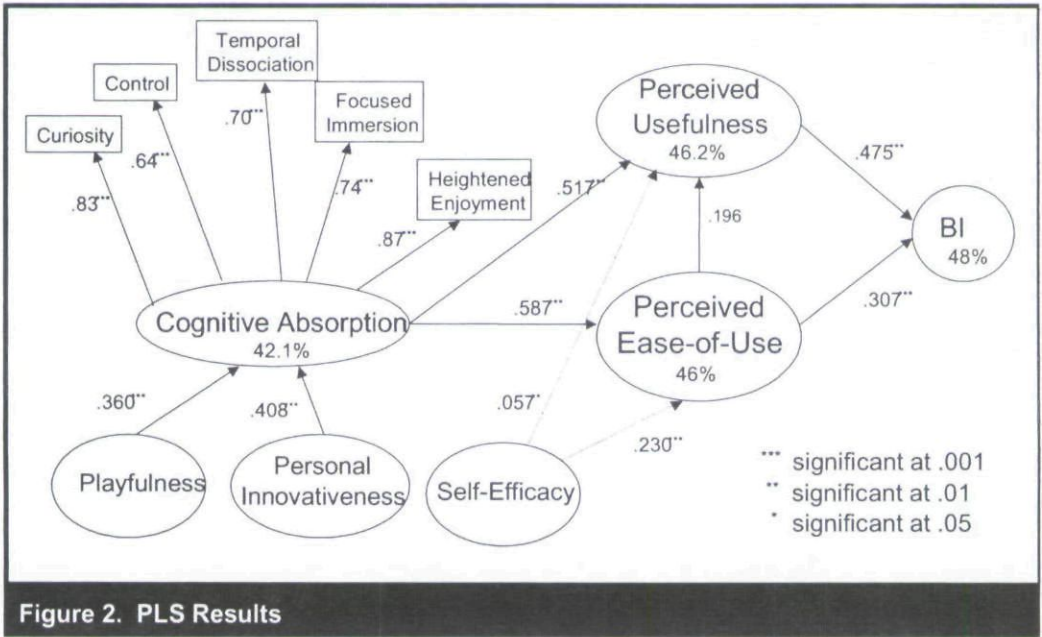 Temporal
Dissociation
Control
Focused
Immersion
Curiosity
Heightened
Enjoyment
.83***
.64***
.70***
.74***
.87***
Perceived
Usefulness
46.2%
.517**
.475**
.196
BI
48%
Cognitive Absorption
42.1%
.587**
Perceived
Ease-of-Use
46%
.307**
.360**
.408**
.057*
.230**
Playfulness
Personal
Innovativeness
Self-Efficacy
*** significant at .001
** significant at .01
* significant at .05
Figure 2. PLS Results